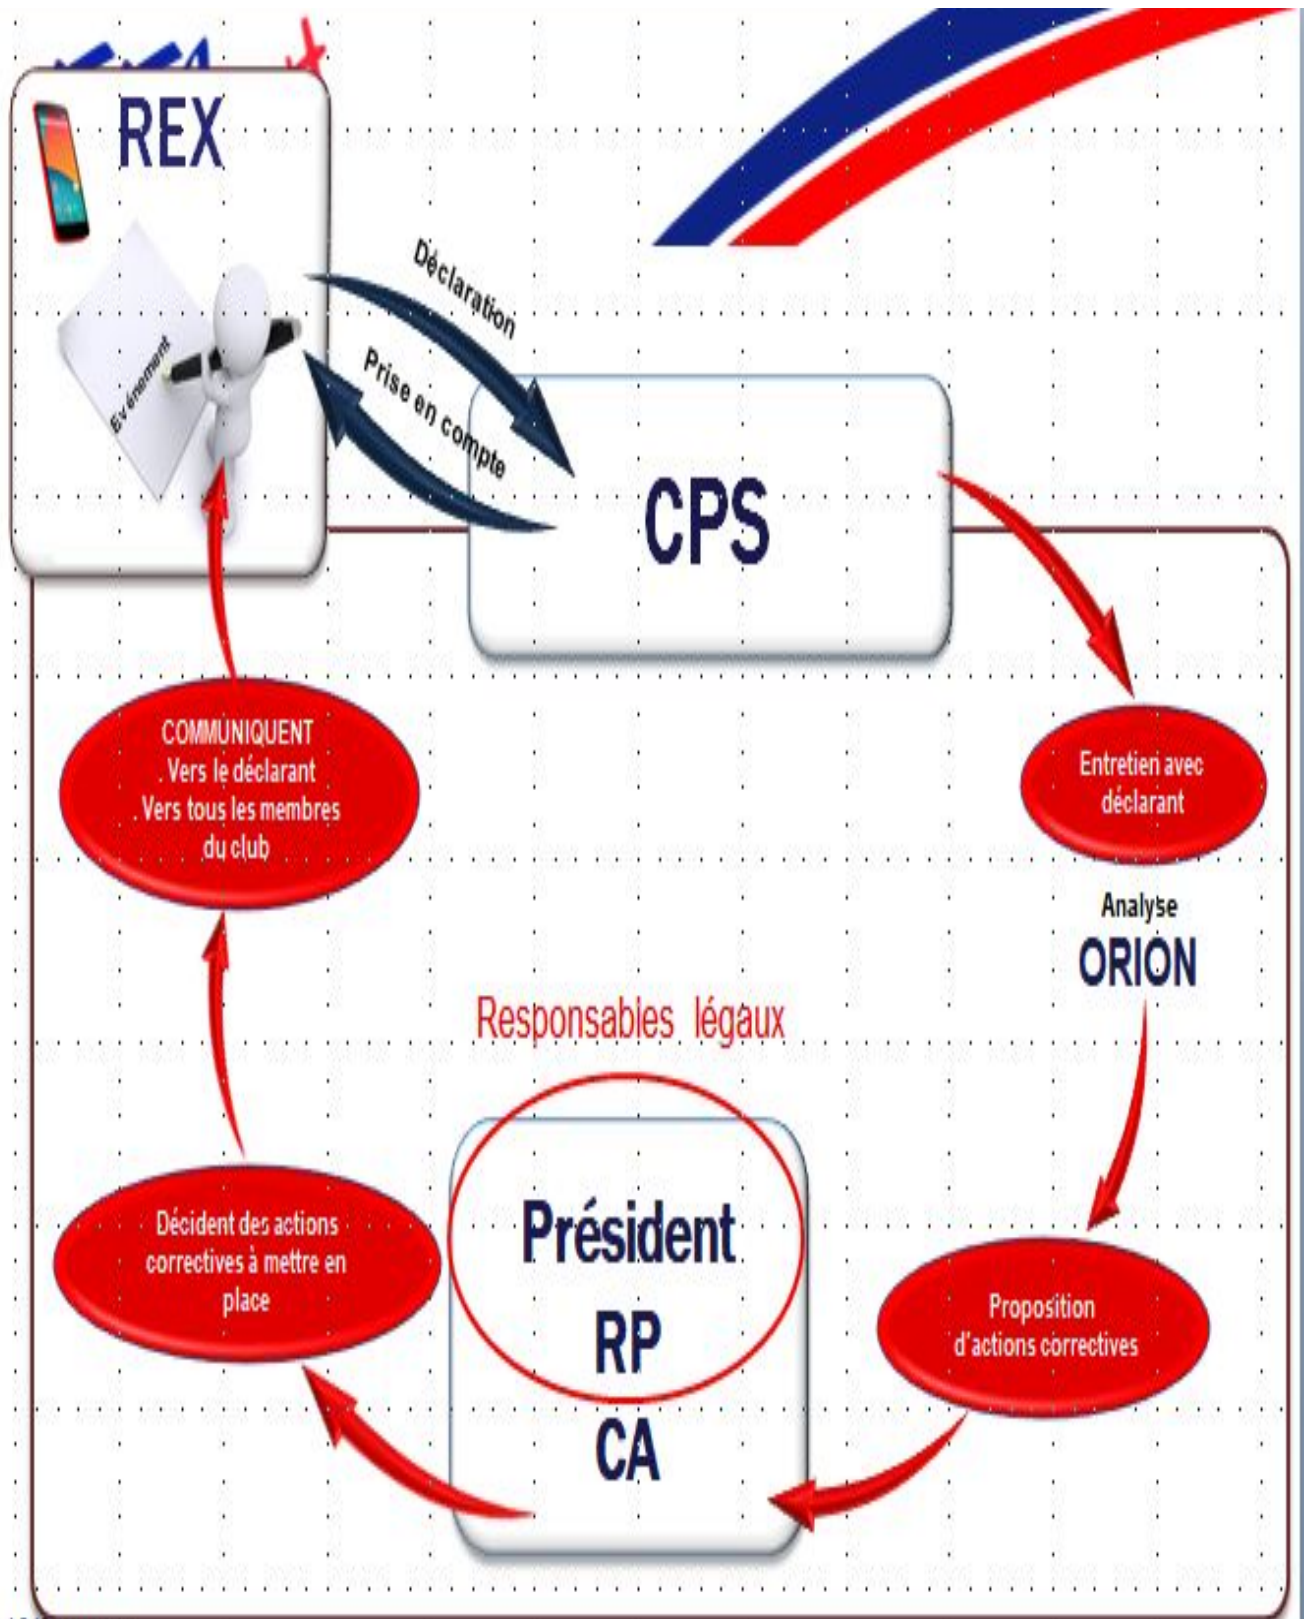 REX
Evénement
Déclaration
Prise en compte
CPS
COMMUNIQUENT
. Vers le déclarant
. Vers tous les membres
du club
Entretien avec
déclarant
Analyse
ORION
Responsables légaux
Président
RP
CA
Décident des actions
correctives à mettre en
place
Proposition
d'actions correctives